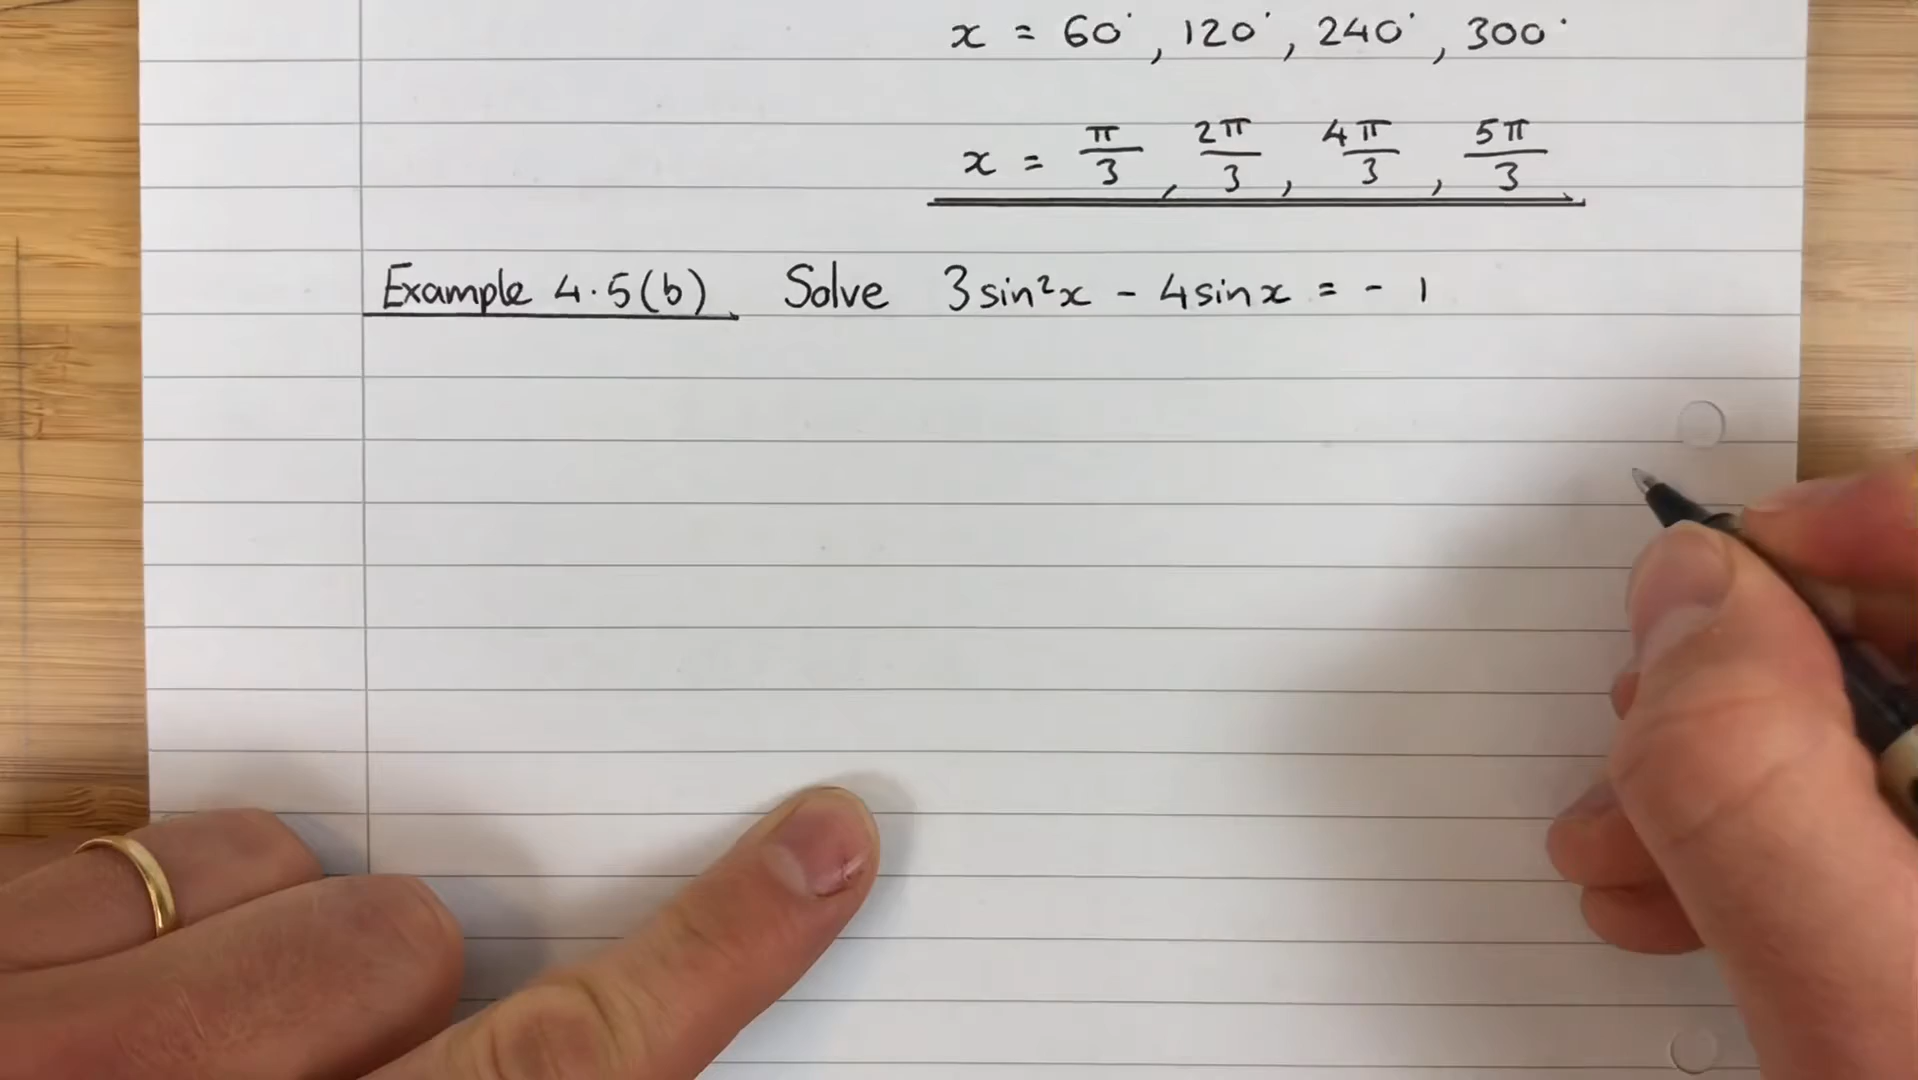 x = 60°, 120°, 240°, 300°
x = π/3, 2π/3, 4π/3, 5π/3
Example 4.5(b) Solve 3sin²x - 4sinx = - 1